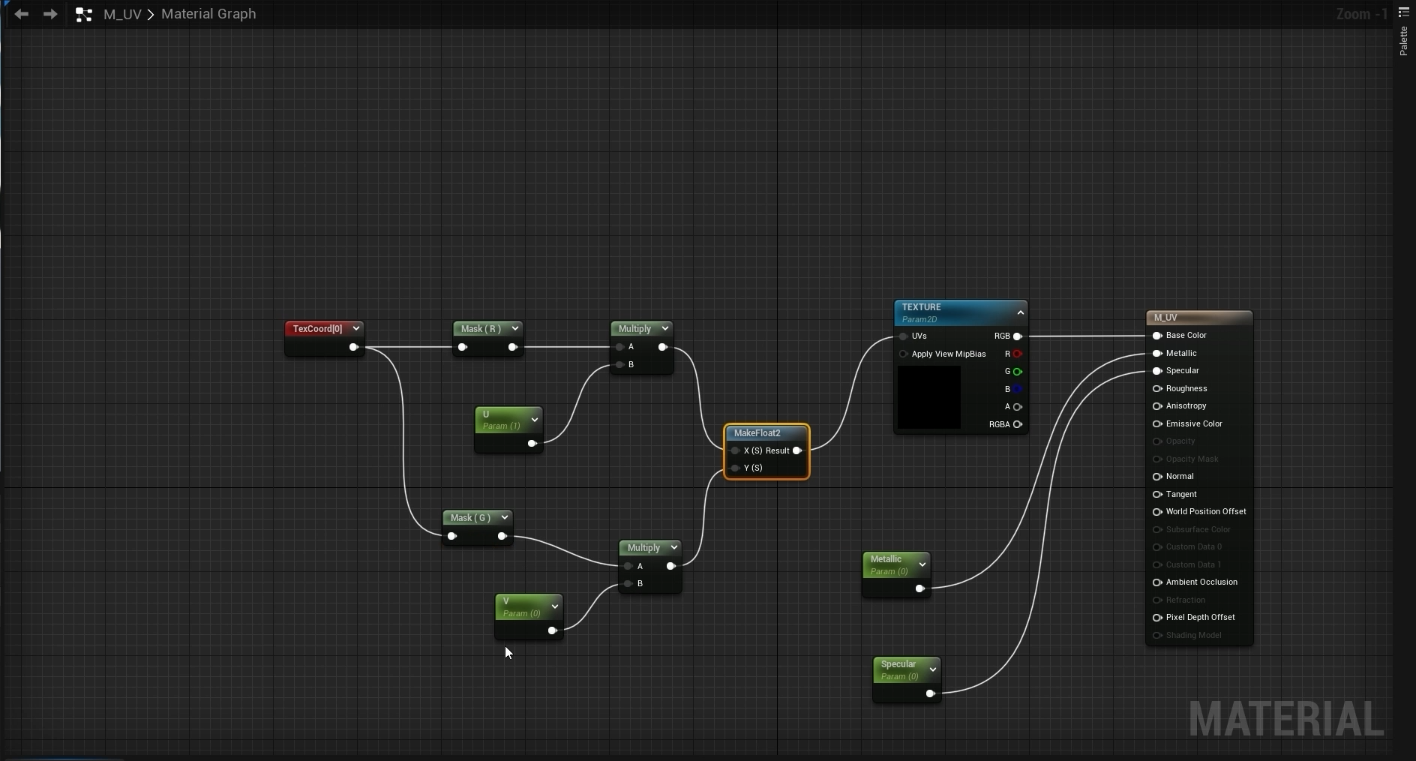 M_UV > Material Graph
Zoom -1
Palette
TexCoord[0]
Mask ( R )
Multiply
A
B
U
Param (1)
Mask ( G )
Multiply
A
B
V
Param (0)
MakeFloat2
X (S) Result
Y (S)
TEXTURE
Param2D
UVs RGB
Apply View MipBias R
G
B
A
RGBA
Metallic
Param (0)
Specular
Param (0)
M_UV
Base Color
Metallic
Specular
Roughness
Anisotropy
Emissive Color
Opacity
Opacity Mask
Normal
Tangent
World Position Offset
Subsurface Color
Custom Data 0
Custom Data 1
Ambient Occlusion
Refraction
Pixel Depth Offset
Shading Model
MATERIAL